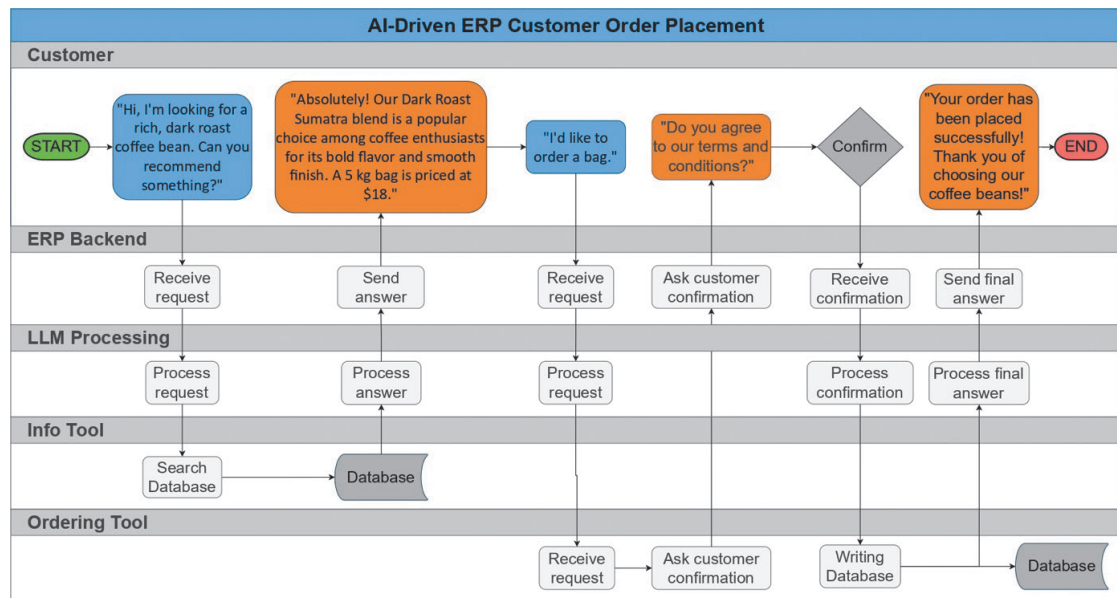 AI-Driven ERP Customer Order Placement
Customer
START
"Hi, I'm looking for a
rich, dark roast
coffee bean. Can you
recommend
something?"
"Absolutely! Our Dark Roast
Sumatra blend is a popular
choice among coffee enthusiasts
for its bold flavor and smooth
finish. A 5 kg bag is priced at
$18."
"I'd like to
order a bag."
"Do you agree
to our terms and
conditions?"
Confirm
"Your order has
been placed
successfully!
Thank you of
choosing our
coffee beans!"
END
ERP Backend
Receive
request
Send
answer
Receive
request
Ask customer
confirmation
Receive
confirmation
Send final
answer
LLM Processing
Process
request
Process
answer
Process
request
Process
confirmation
Process final
answer
Info Tool
Search
Database
Database
Ordering Tool
Receive
request
Ask customer
confirmation
Writing
Database
Database